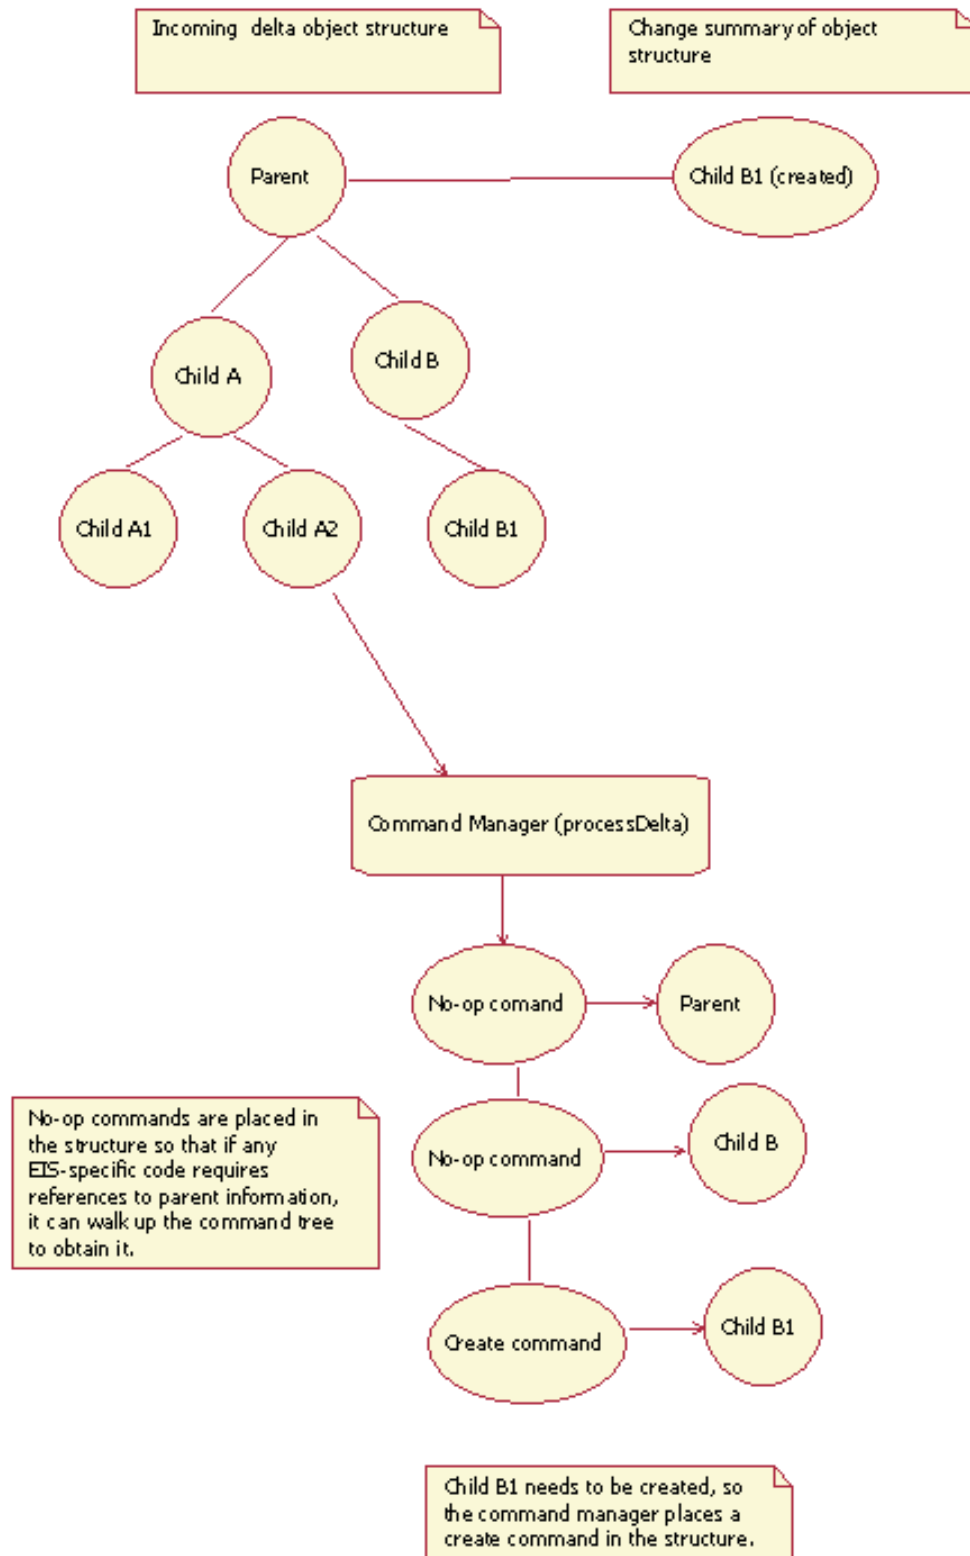 Incoming delta object structure
Change summary of object
structure
Parent
Child B1 (created)
Child A
Child B
Child A1
Child A2
Child B1
Command Manager (processDelta)
No-op comand
Parent
No-op commands are placed in
the structure so that if any
EIS-specific code requires
references to parent information,
it can walk up the command tree
to obtain it.
No-op command
Child B
Create command
Child B1
Child B1 needs to be created, so
the command manager places a
create command in the structure.